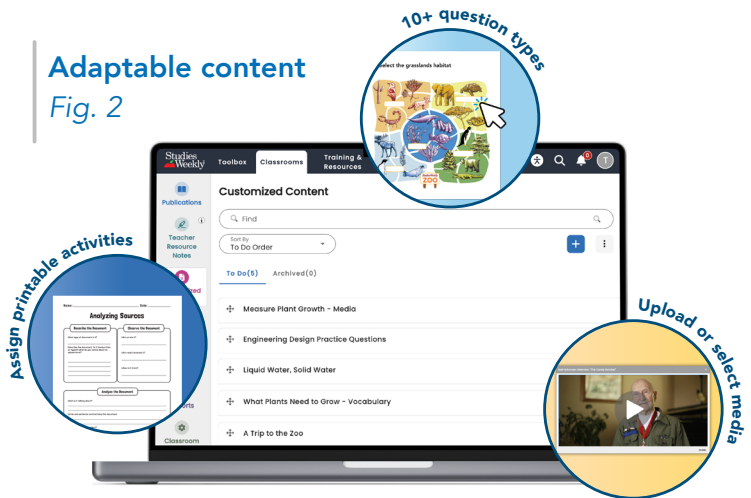 Adaptable content
Fig. 2
10+ question types
Select the grasslands habitat
ZOO
Studies
Weekly
Toolbox
Classrooms
Training &
Resources
T
Publications
Teacher
Resource
Notes
Customized Content
Find
Sort By
To Do Order
To Do(5)
Archived(0)
Measure Plant Growth - Media
Engineering Design Practice Questions
Liquid Water, Solid Water
What Plants Need to Grow - Vocabulary
A Trip to the Zoo
Classroom
Assign printable activities
Name:
Date:
Analyzing Sources
Describe the Document
Observe the Document
Analyze the Document
Upload or select media